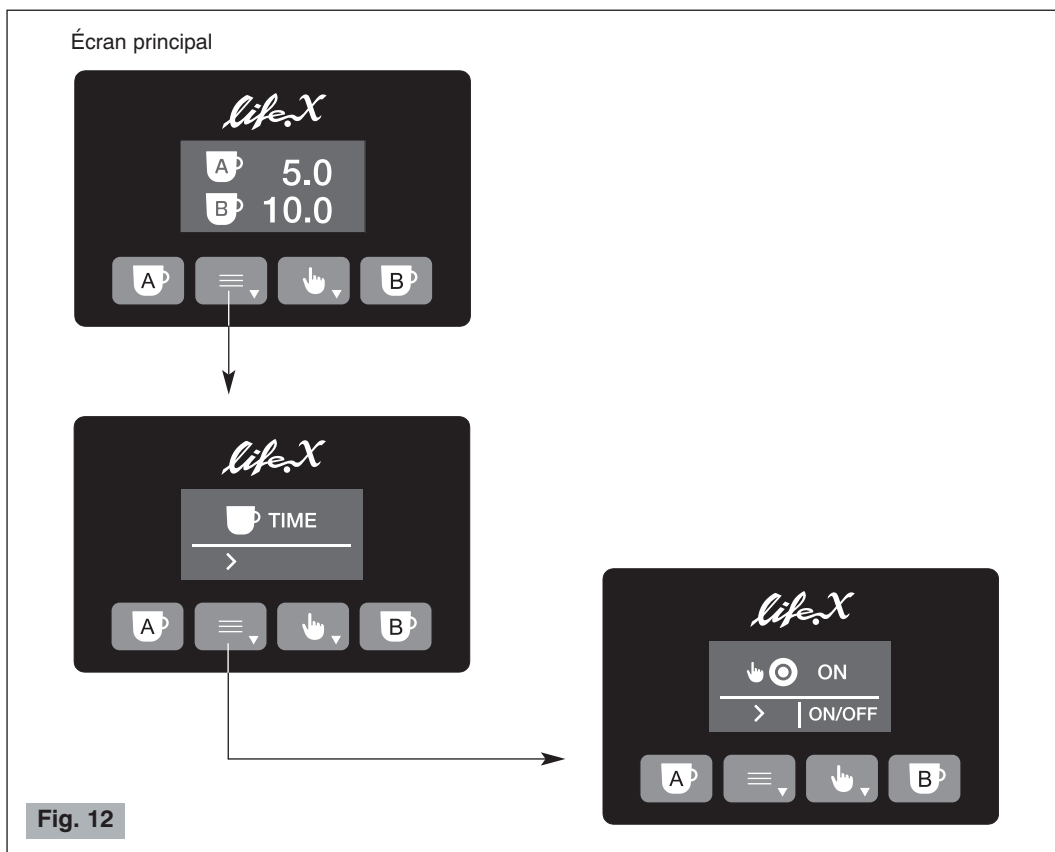 Écran principal
life.X
A 5.0
B 10.0
A B
life.X
TIME
>
A B
life.X
ON
> ON/OFF
A B
Fig. 12